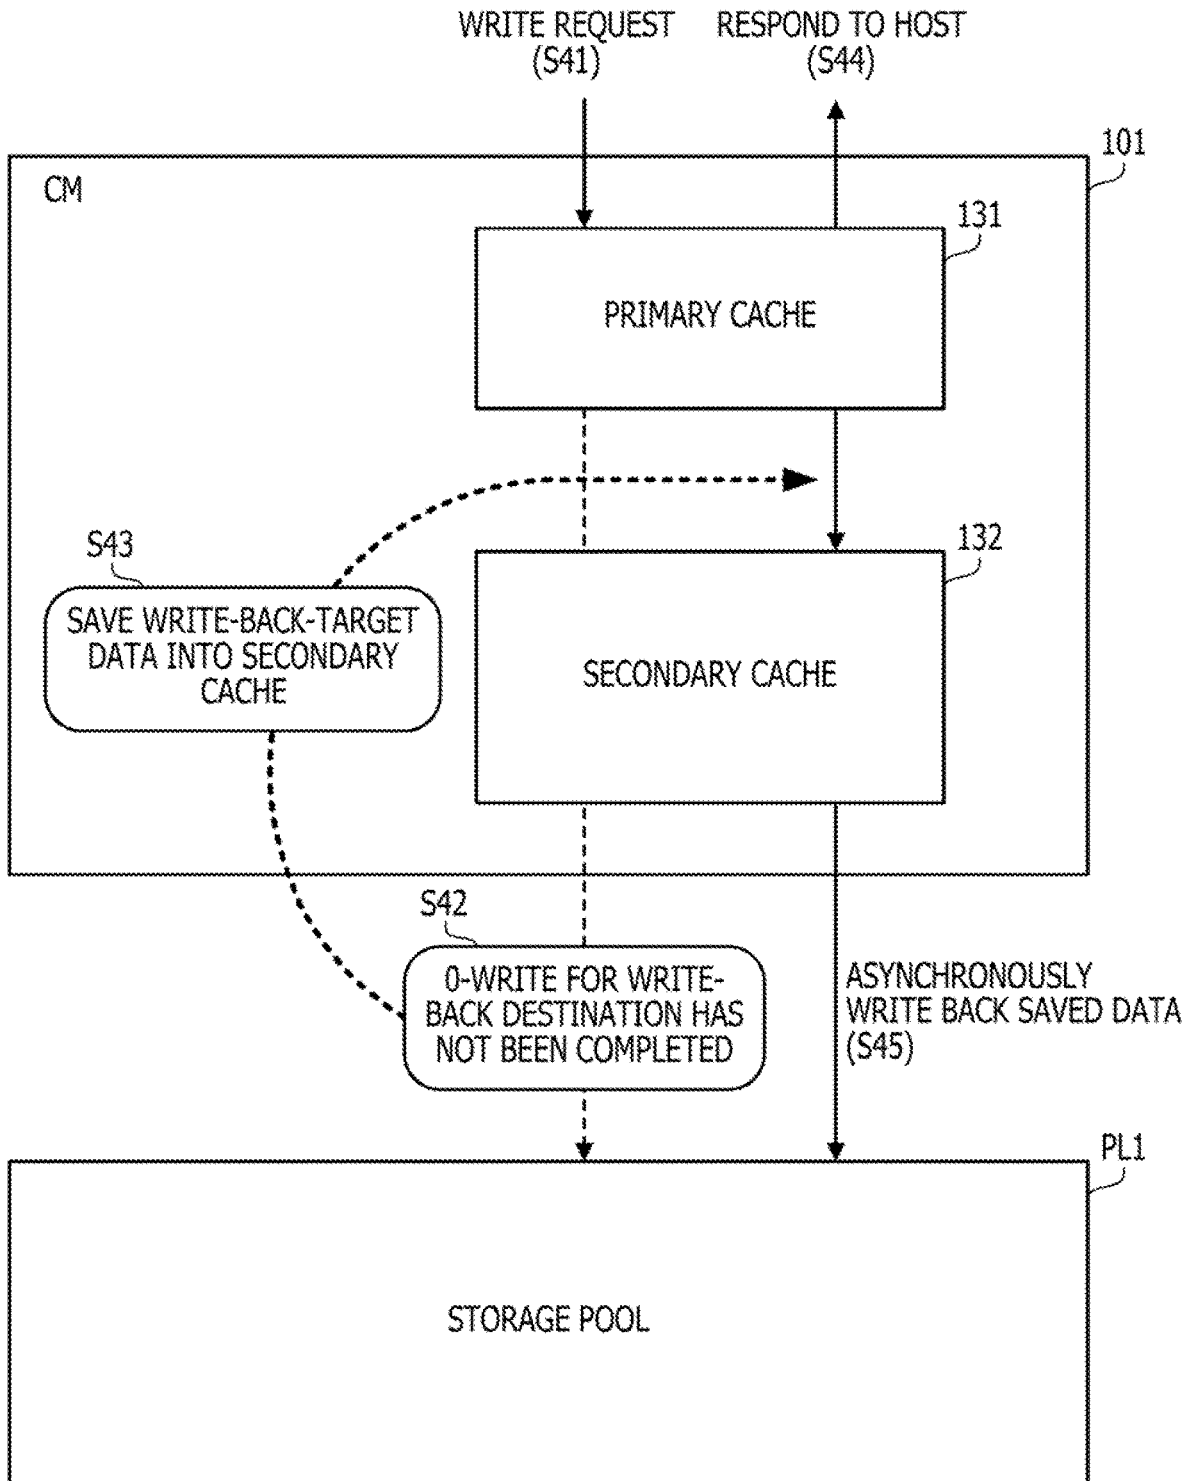 WRITE REQUEST
(S41)
RESPOND TO HOST
(S44)
101
CM
131
PRIMARY CACHE
S43
132
SAVE WRITE-BACK-TARGET
DATA INTO SECONDARY
CACHE
SECONDARY CACHE
S42
0-WRITE FOR WRITE-
BACK DESTINATION HAS
NOT BEEN COMPLETED
ASYNCHRONOUSLY
WRITE BACK SAVED DATA
(S45)
PL1
STORAGE POOL